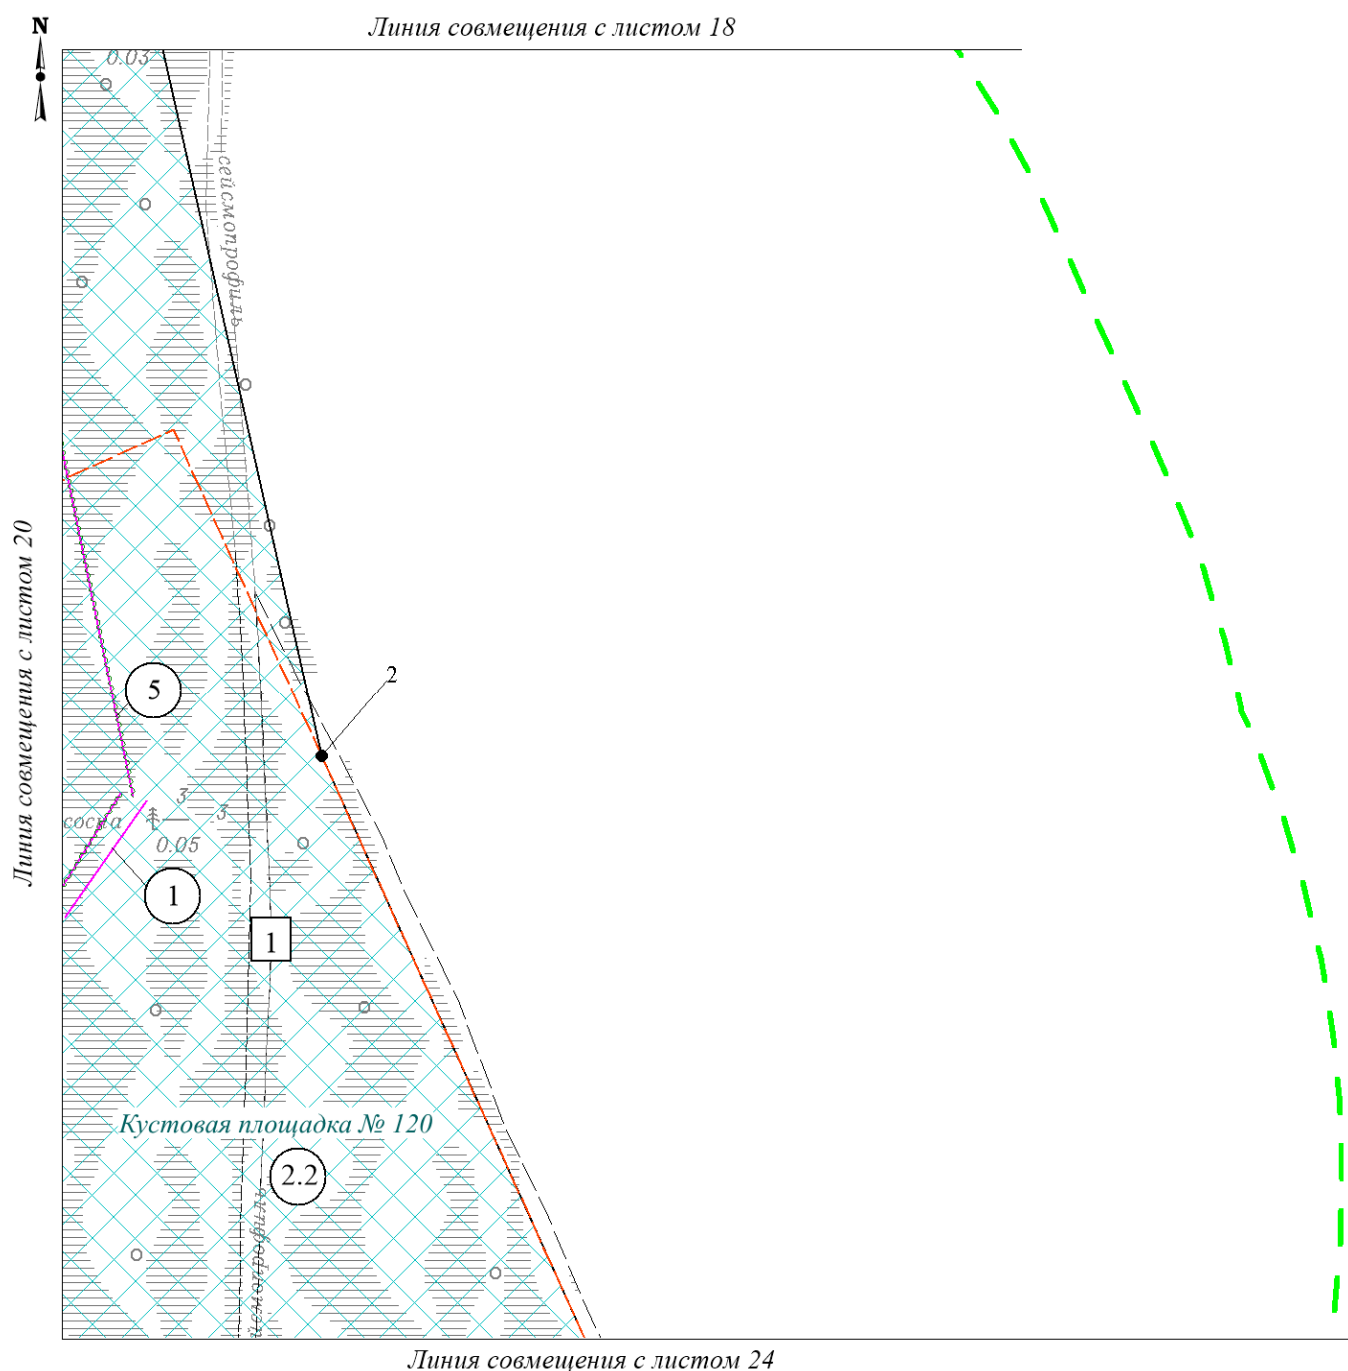 N
Линия совмещения с листом 18
0.03
сейсмопрофиль
Линия совмещения с листом 20
2
5
3
сосна
3
0.05
1
1
Кустовая площадка № 120
2.2
сейсмопрофиль
Линия совмещения с листом 24